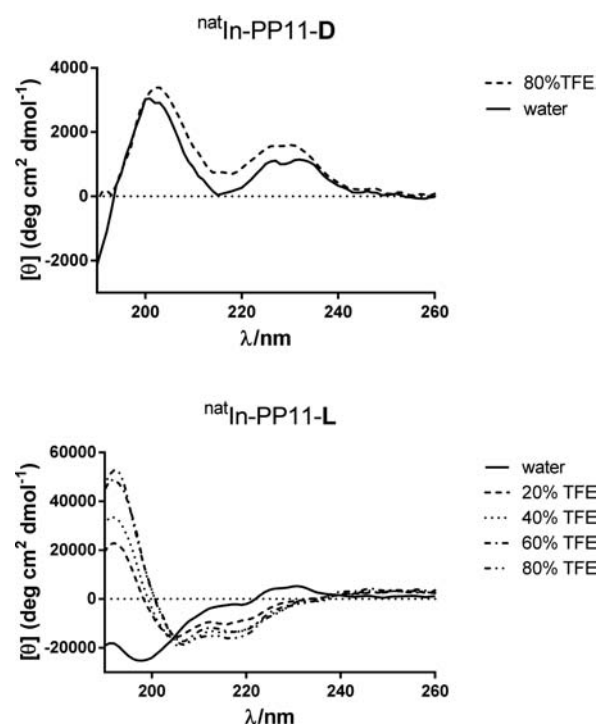 natIn-PP11-D
[θ] (deg cm2 dmol-1)
4000
2000
0
-2000
200
220
240
260
λ/nm
80%TFE
water
natIn-PP11-L
[θ] (deg cm2 dmol-1)
60000
40000
20000
0
-20000
200
220
240
260
λ/nm
water
20% TFE
40% TFE
60% TFE
80% TFE